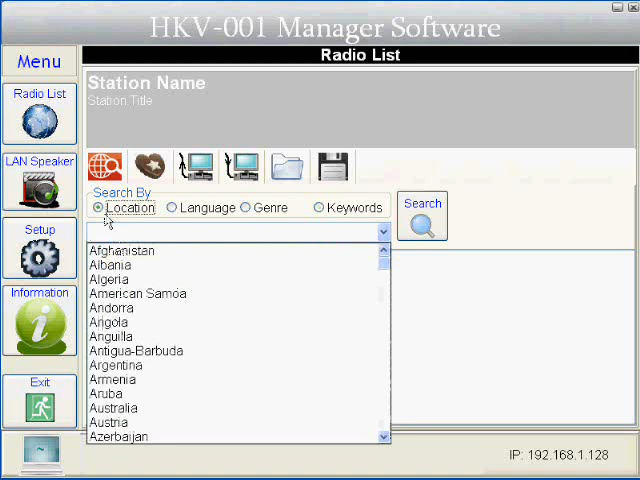 HKV-001 Manager Software
Menu
Radio List
Radio List
Station Name
Station Title
LAN Speaker
Setup
Information
Exit
Search By
Location Language Genre Keywords
Search
Afghanistan
Albania
Algeria
American Samoa
Andorra
Angola
Anguilla
Antigua-Barbuda
Argentina
Armenia
Aruba
Australia
Austria
Azerbaijan
IP: 192.168.1.128